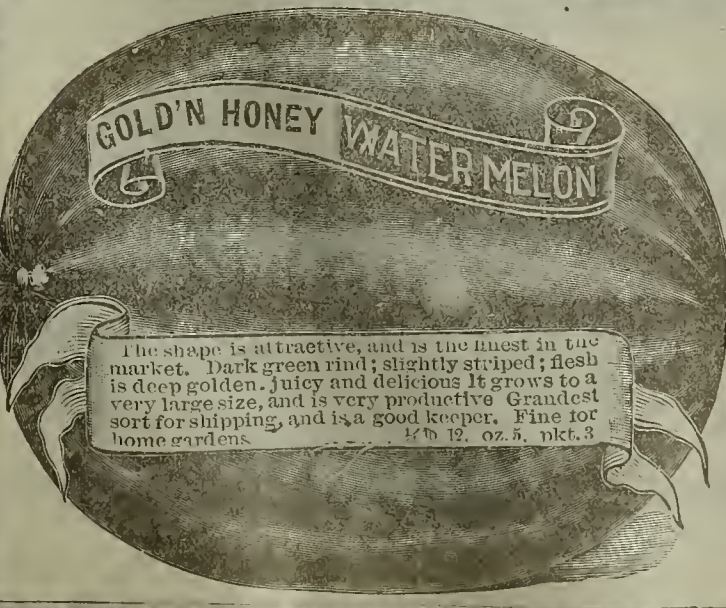 GOLD'N HONEY WATERMELON
The shape is attractive, and is the finest in the
market. Dark green rind; slightly striped; flesh
is deep golden. juicy and delicious It grows to a
very large size, and is very productive Grandest
sort for shipping, and is a good keeper. Fine for
home gardens. 12. oz. 5, pkt. 3